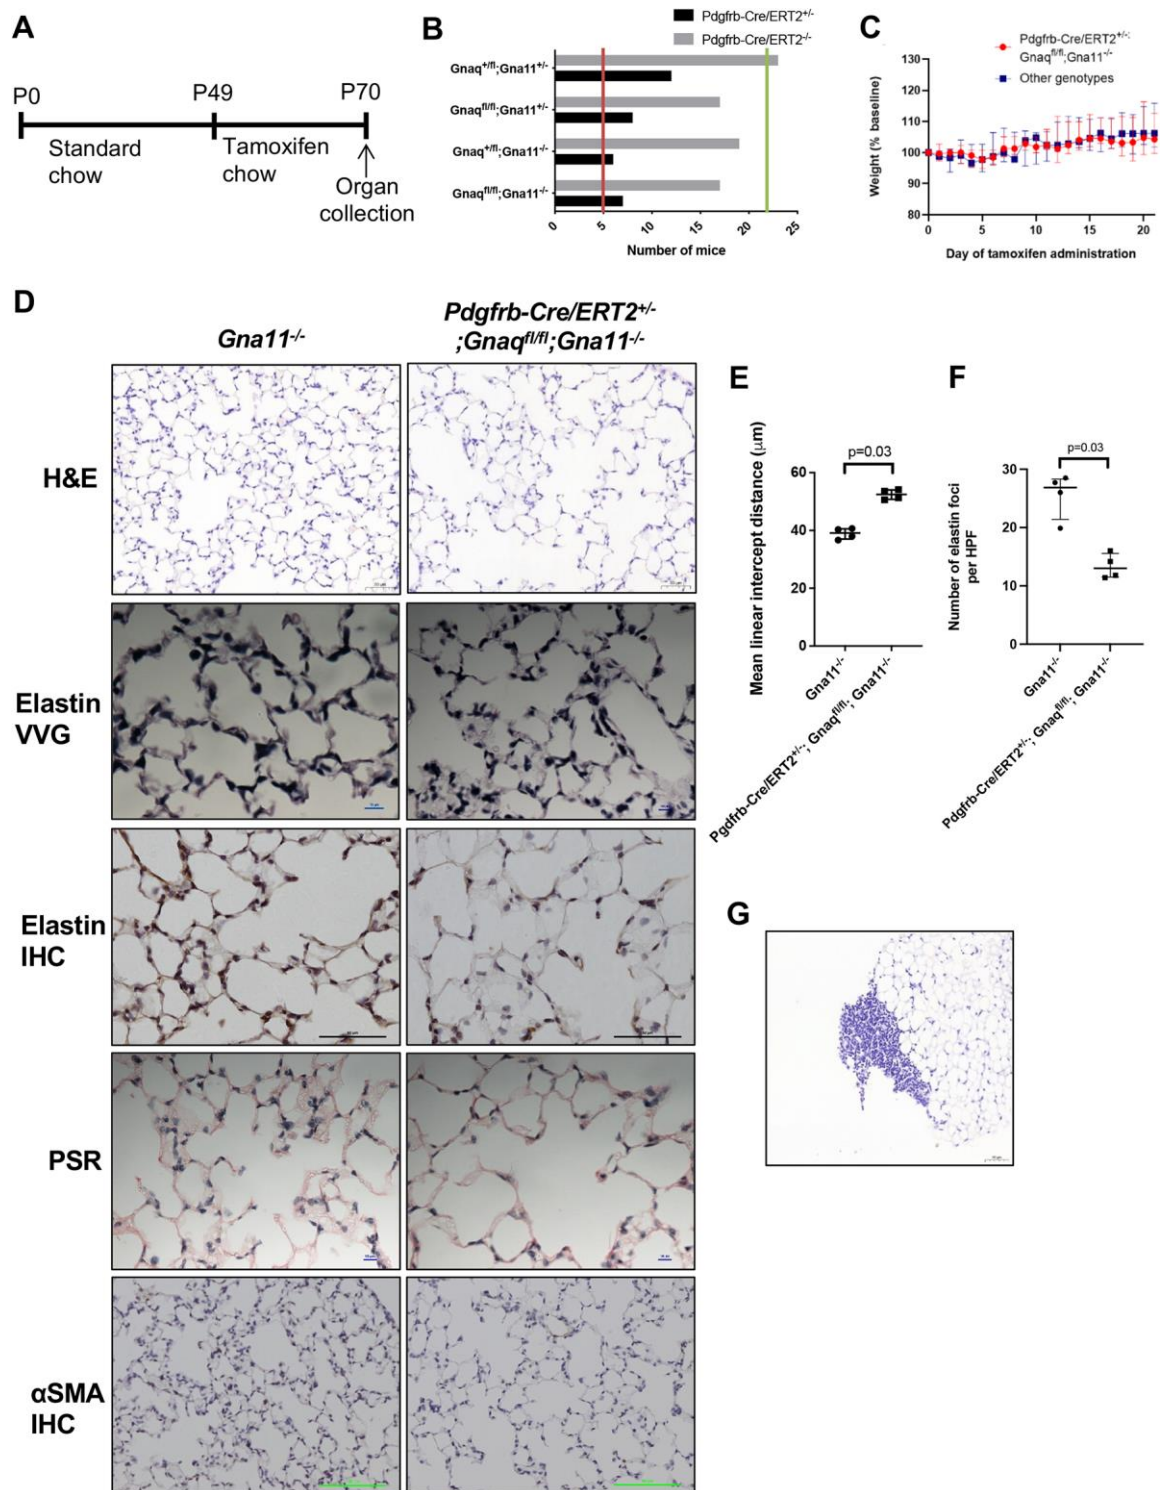 A
P0
P49
P70
Standard
chow
Tamoxifen
chow
Organ
collection
B
Pdgfrb-Cre/ERT2+/-
Pdgfrb-Cre/ERT2-/-
Gnaq+/fl;Gna11+/-
Gnaqfl/fl;Gna11+/-
Gnaq+/fl;Gna11-/-
Gnaqfl/fl;Gna11-/-
0 5 10 15 20 25
Number of mice
C
Pdgfrb-Cre/ERT2+/-;
Gnaqfl/fl;Gna11-/-
Other genotypes
Weight (% baseline)
130
120
110
100
90
80
0 5 10 15 20
Day of tamoxifen administration
D
Gna11-/-
Pdgfrb-Cre/ERT2+/-
;Gnaqfl/fl;Gna11-/-
H&E
Elastin
VVG
Elastin
IHC
PSR
αSMA
IHC
E
Mean linear intercept distance (μm)
p=0.03
60
40
20
0
Gna11-/-
Pgdfrb-Cre/ERT2+/-; Gnaqfl/fl; Gna11-/-
F
Number of elastin foci
per HPF
p=0.03
30
20
10
0
Gna11-/-
Pdgfrb-Cre/ERT2+/-; Gnaqfl/fl; Gna11-/-
G